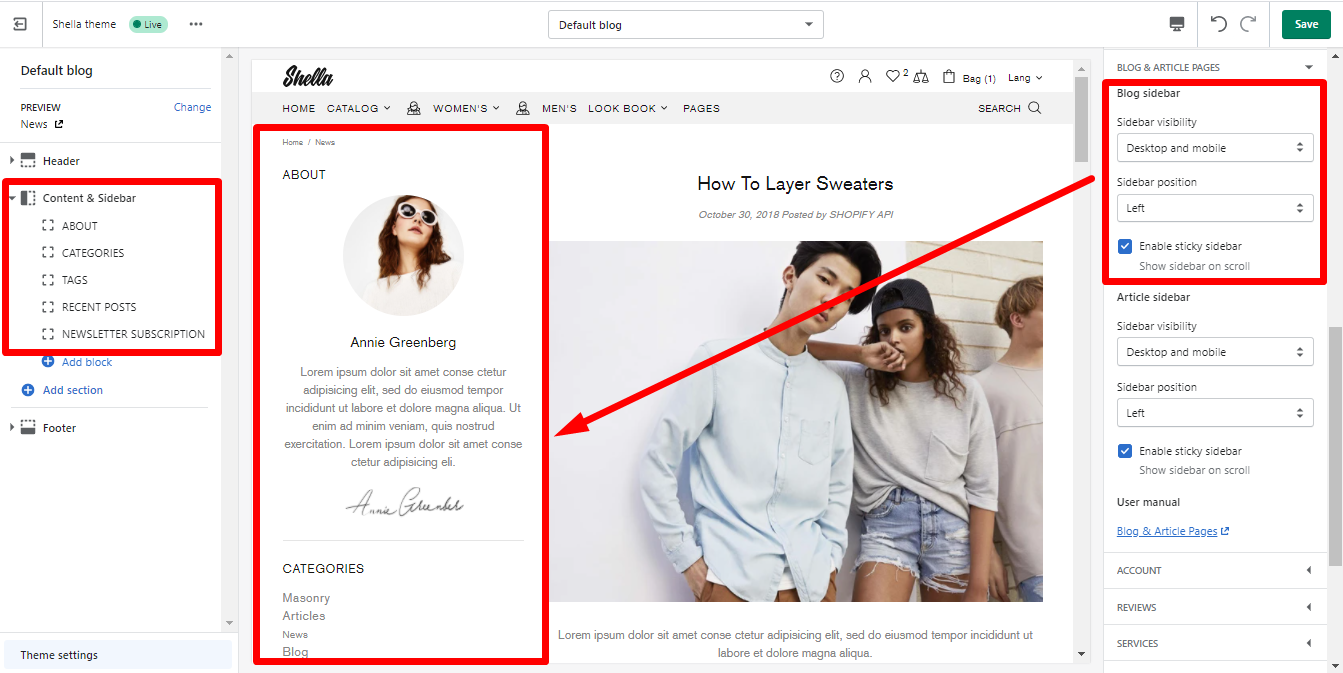 Shella theme
Live
Default blog
Save
Default blog
PREVIEW
Change
News
Header
Content & Sidebar
ABOUT
CATEGORIES
TAGS
RECENT POSTS
NEWSLETTER SUBSCRIPTION
Add block
Add section
Footer
Theme settings
Shella
2
Bag (1)
Lang
HOME
CATALOG
WOMEN'S
MEN'S
LOOK BOOK
PAGES
SEARCH
Home / News
ABOUT
Annie Greenberg
Lorem ipsum dolor sit amet conse ctetur
adipisicing elit, sed do eiusmod tempor
incididunt ut labore et dolore magna aliqua. Ut
enim ad minim veniam, quis nostrud
exercitation. Lorem ipsum dolor sit amet conse
ctetur adipisicing eli.
Annie Greenber
CATEGORIES
Masonry
Articles
News
Blog
How To Layer Sweaters
October 30, 2018 Posted by SHOPIFY API
Lorem ipsum dolor sit amet conse ctetur adipisicing elit, sed do eiusmod tempor incididunt ut
labore et dolore magna aliqua.
BLOG & ARTICLE PAGES
Blog sidebar
Sidebar visibility
Desktop and mobile
Sidebar position
Left
Enable sticky sidebar
Show sidebar on scroll
Article sidebar
Sidebar visibility
Desktop and mobile
Sidebar position
Left
Enable sticky sidebar
Show sidebar on scroll
User manual
Blog & Article Pages
ACCOUNT
REVIEWS
SERVICES